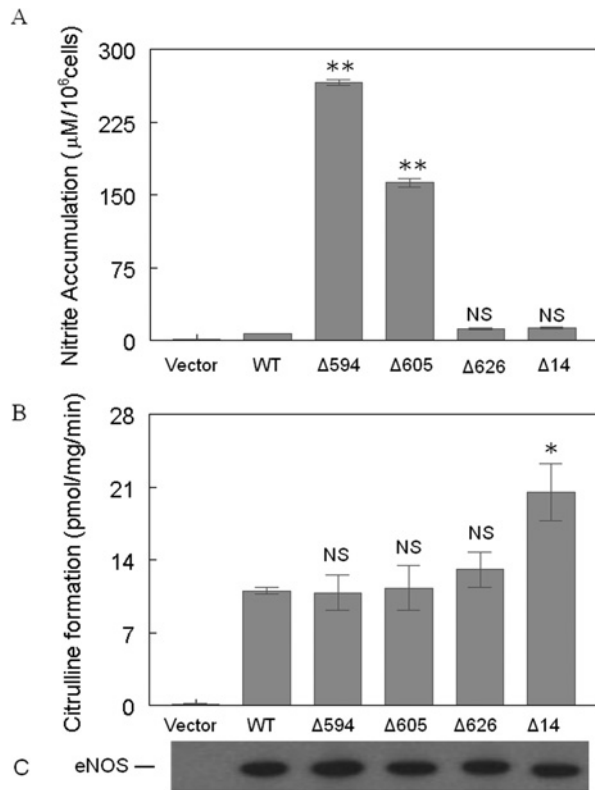 A
Nitrite Accumulation ( μM/10⁶cells)
300
225
150
75
0
**
**
NS
NS
Vector WT Δ594 Δ605 Δ626 Δ14
B
Citrulline formation (pmol/mg/min)
28
21
14
7
0
NS
NS
NS
*
Vector WT Δ594 Δ605 Δ626 Δ14
C eNOS —